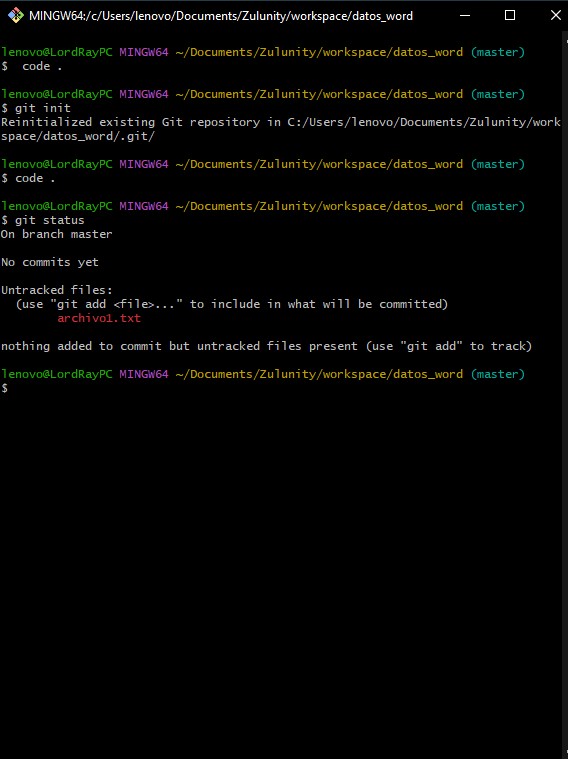 MINGW64:/c/Users/lenovo/Documents/Zulunity/workspace/datos_word
lenovo@LordRayPC MINGW64 ~/Documents/Zulunity/workspace/datos_word (master)
$  code .
lenovo@LordRayPC MINGW64 ~/Documents/Zulunity/workspace/datos_word (master)
$ git init
Reinitialized existing Git repository in C:/Users/lenovo/Documents/Zulunity/work
space/datos_word/.git/
lenovo@LordRayPC MINGW64 ~/Documents/Zulunity/workspace/datos_word (master)
$ code .
lenovo@LordRayPC MINGW64 ~/Documents/Zulunity/workspace/datos_word (master)
$ git status
On branch master
No commits yet
Untracked files:
  (use "git add <file>..." to include in what will be committed)
        archivo1.txt
nothing added to commit but untracked files present (use "git add" to track)
lenovo@LordRayPC MINGW64 ~/Documents/Zulunity/workspace/datos_word (master)
$